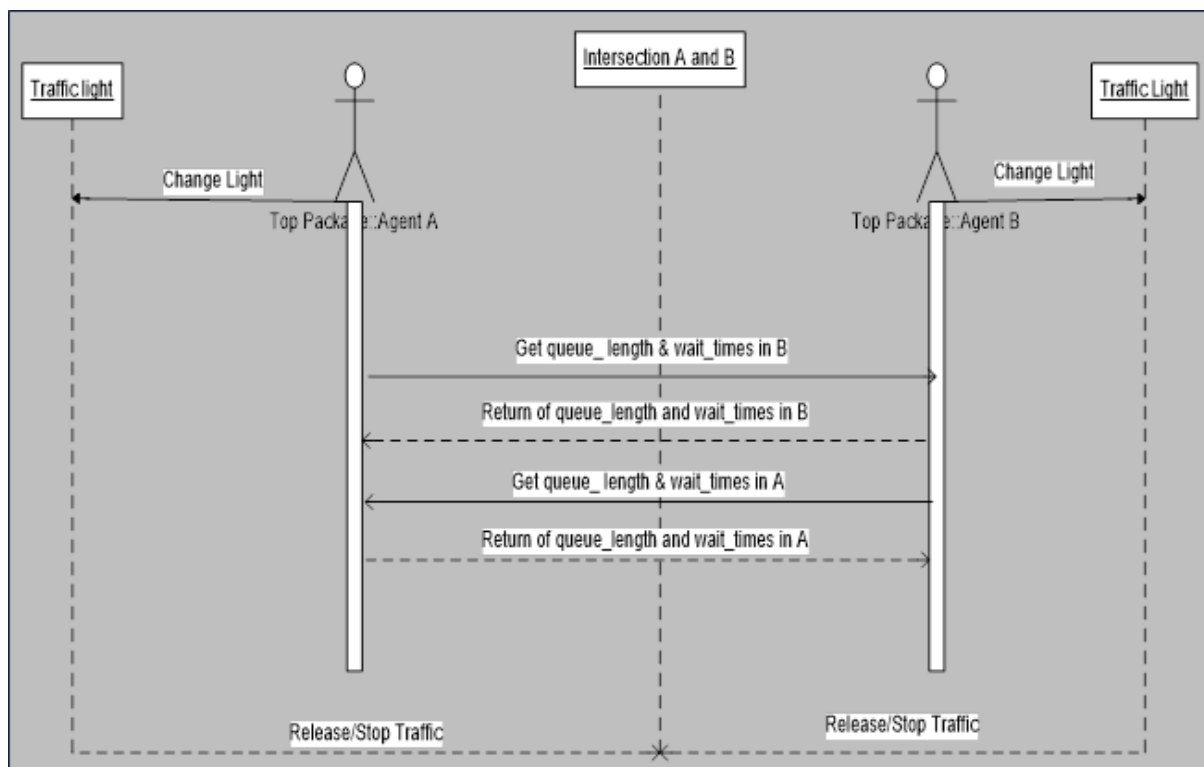 Intersection A and B
Traffic light
Traffic Light
Change Light
Change Light
Top Package::Agent A
Top Package::Agent B
Get queue_ length & wait_times in B
Return of queue_length and wait_times in B
Get queue_ length & wait_times in A
Return of queue_length and wait_times in A
Release/Stop Traffic
Release/Stop Traffic